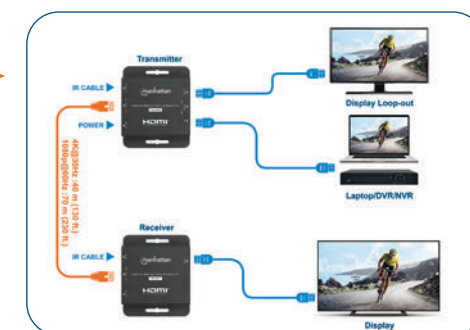 Transmitter
IR CABLE
manhattan
HDMI
POWER
Display Loop-out
4K@30Hz :40 m (130 ft.)
1080p@60Hz :70 m (230 ft.)
Laptop/DVR/NVR
Receiver
IR CABLE
manhattan
HDMI
Display